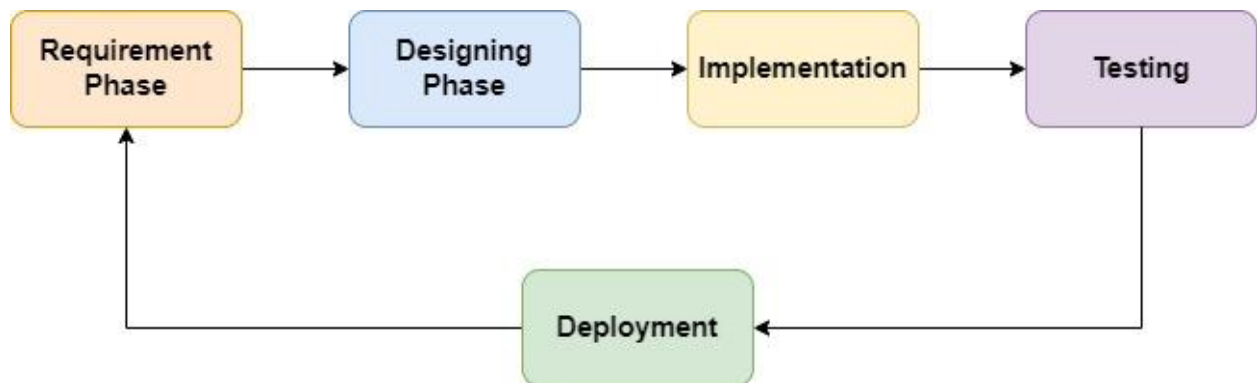 Requirement
Phase
Designing
Phase
Implementation
Testing
Deployment